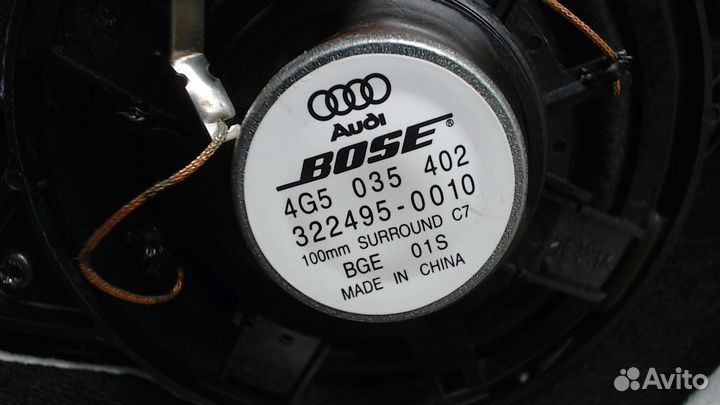 Audi
BOSE®
4G5 035 402
322495-0010
100mm SURROUND C7
BGE 01S
MADE IN CHINA
Avito